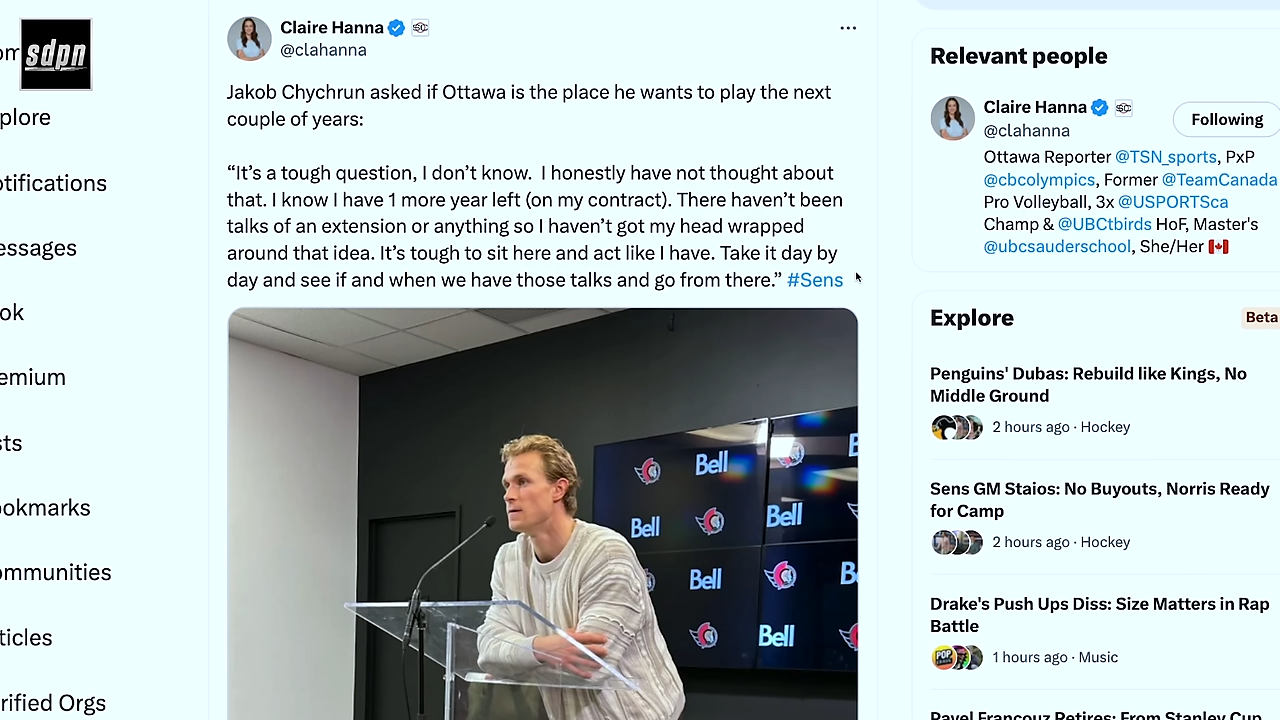 sdpn
plore
otifications
essages
ok
emium
sts
ookmarks
ommunities
ticles
rified Orgs
Claire Hanna
@clahanna
Jakob Chychrun asked if Ottawa is the place he wants to play the next
couple of years:
“It’s a tough question, I don’t know.  I honestly have not thought about
that. I know I have 1 more year left (on my contract). There haven’t been
talks of an extension or anything so I haven’t got my head wrapped
around that idea. It’s tough to sit here and act like I have. Take it day by
day and see if and when we have those talks and go from there.” #Sens
Bell
Bell
Bell
Bell
Bell
Relevant people
Claire Hanna
@clahanna
Following
Ottawa Reporter @TSN_sports, PxP
@cbcolympics, Former @TeamCanada
Pro Volleyball, 3x @USPORTSca
Champ & @UBCtbirds HoF, Master's
@ubcsauderschool, She/Her
Explore
Beta
Penguins' Dubas: Rebuild like Kings, No
Middle Ground
2 hours ago · Hockey
Sens GM Staios: No Buyouts, Norris Ready
for Camp
2 hours ago · Hockey
Drake's Push Ups Diss: Size Matters in Rap
Battle
POP
1 hours ago · Music
Pavel Francouz Retires: From Stanley Cup